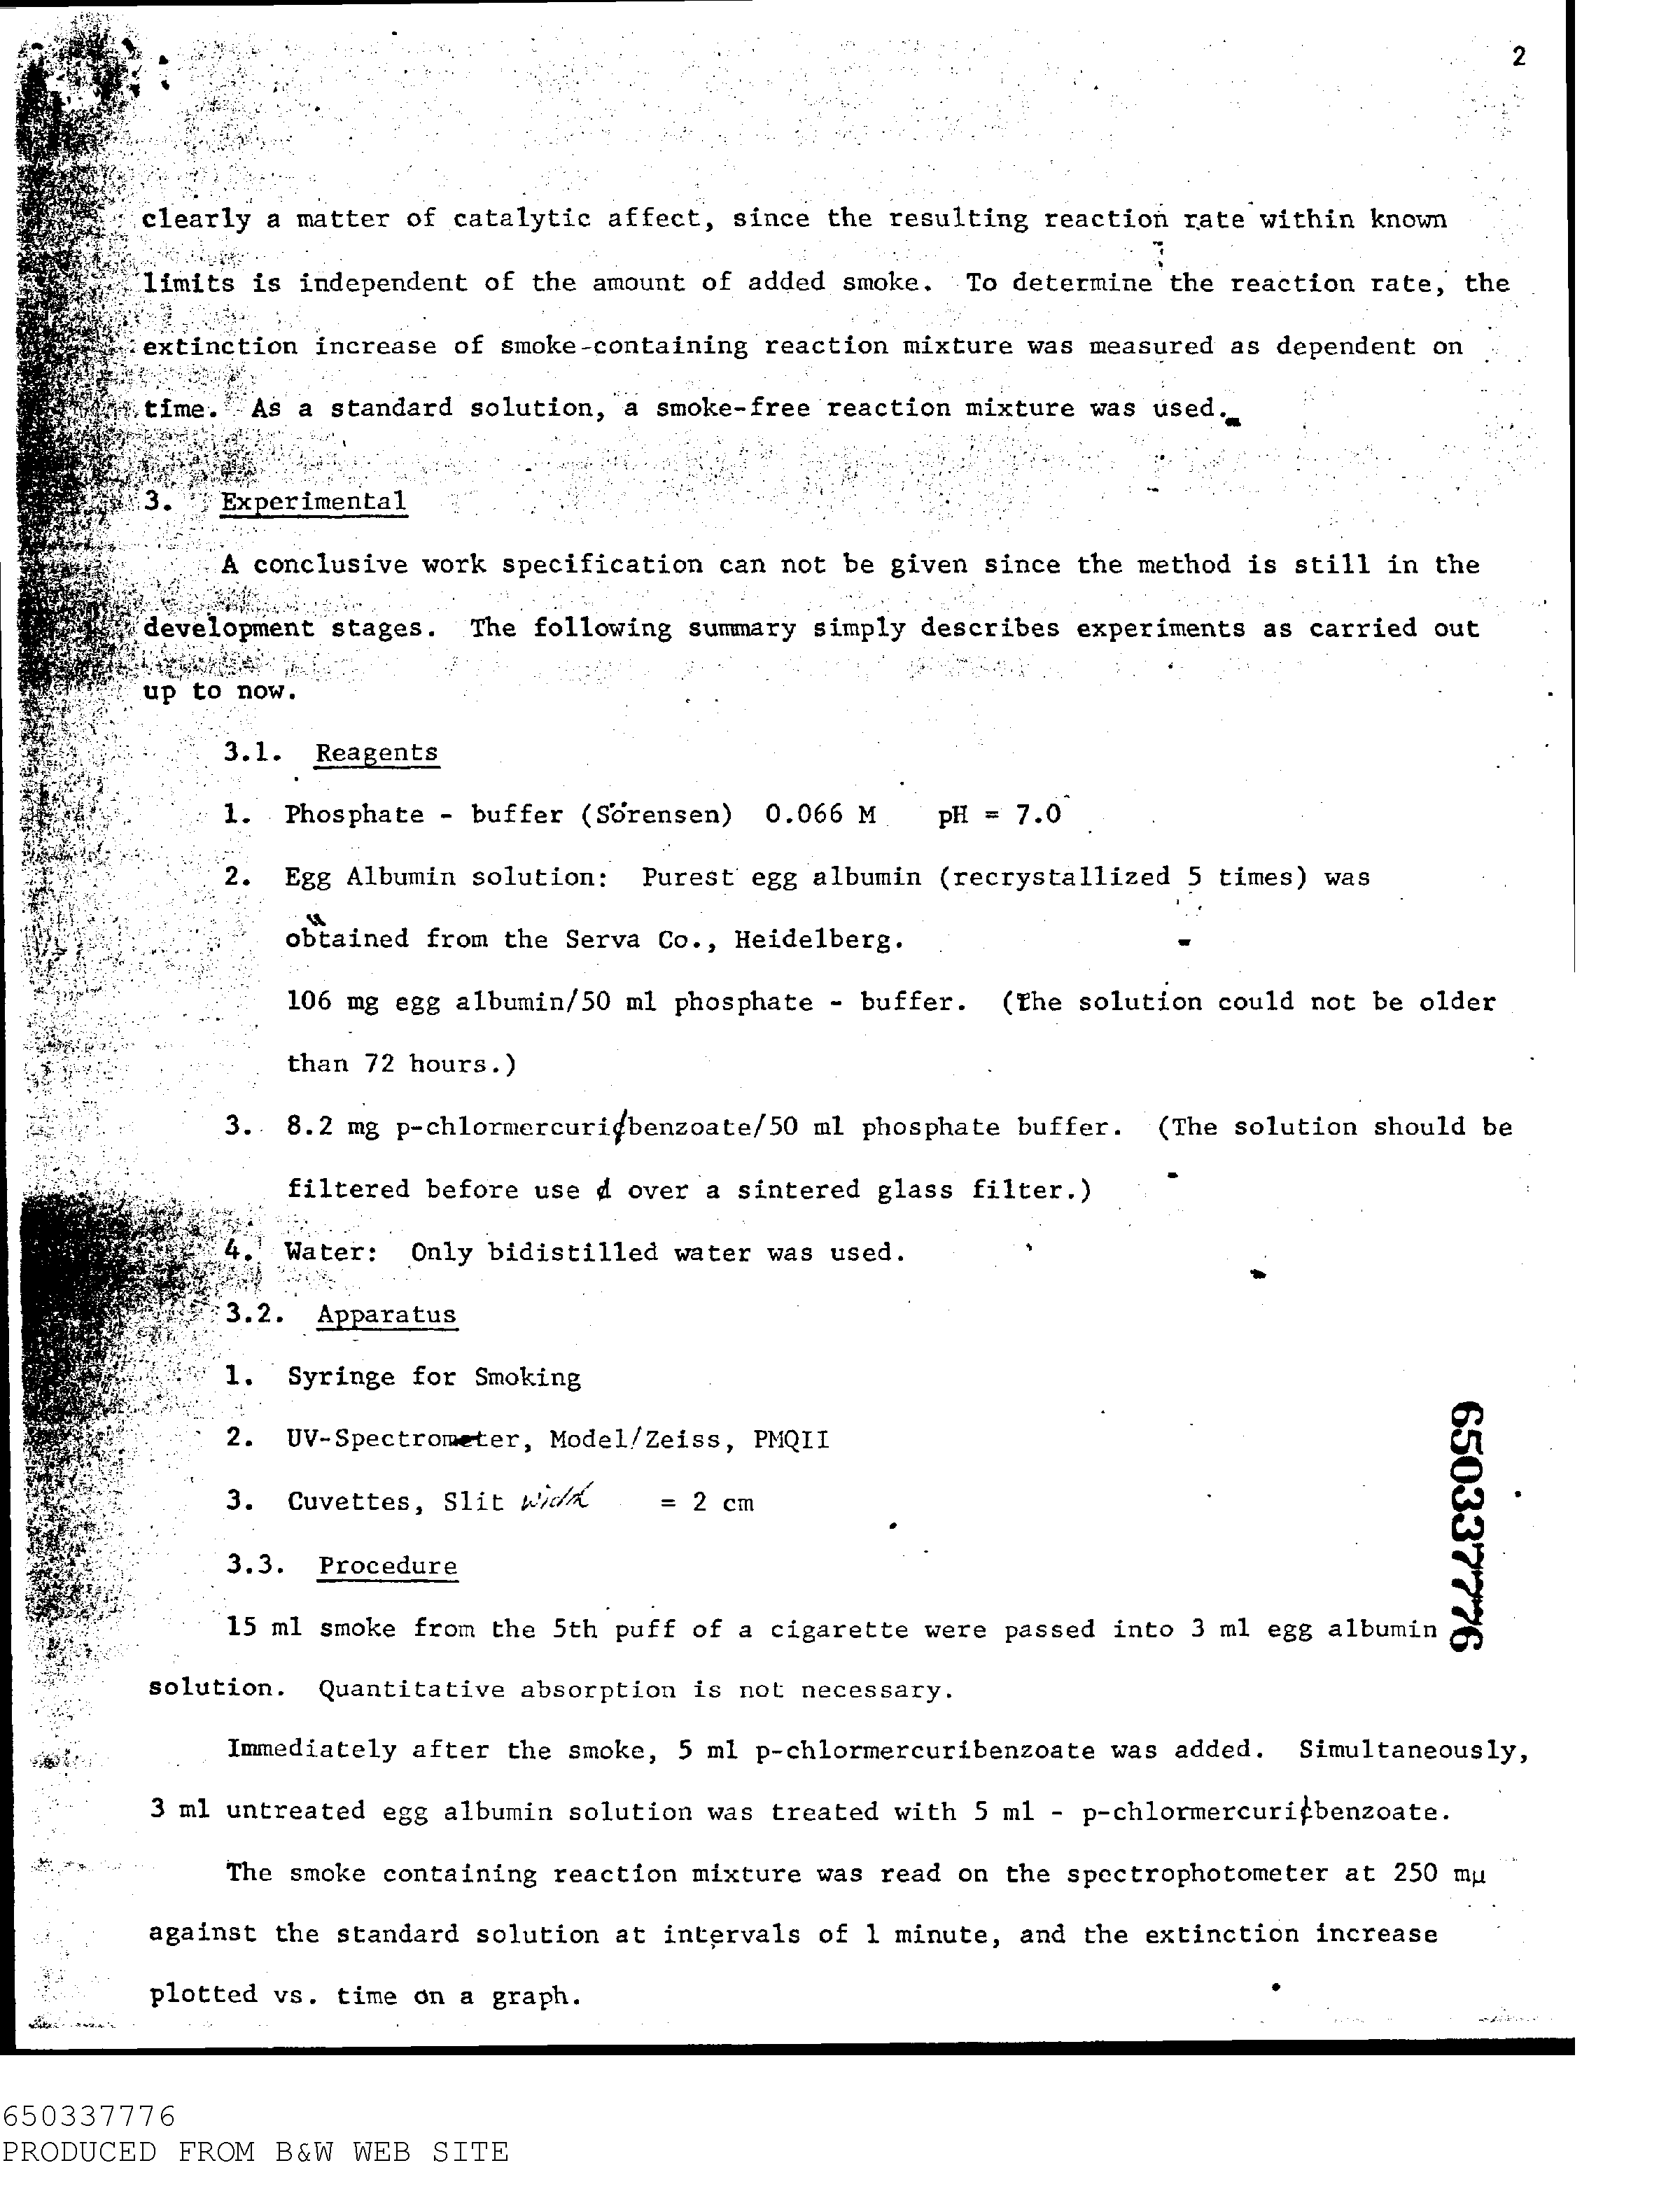 2
clearly a matter of catalytic affect, since the resulting reaction rate within known
limits is independent of the amount of added smoke. To determine the reaction rate, the
extinction increase of smoke-containing reaction mixture was measured as dependent on
time. As a standard solution, a smoke-free reaction mixture was used.
3. Experimental
A conclusive work specification can not be given since the method is still in the
development stages. The following summary simply describes experiments as carried out
up to now.
3.1. Reagents
1. Phosphate - buffer (Sörensen) 0.066 M pH = 7.0
2. Egg Albumin solution: Purest egg albumin (recrystallized 5 times) was
obtained from the Serva Co., Heidelberg.
106 mg egg albumin/50 ml phosphate - buffer. (The solution could not be older
than 72 hours.)
3. 8.2 mg p-chlormercuribenzoate/50 ml phosphate buffer. (The solution should be
filtered before use over a sintered glass filter.)
4. Water: Only bidistilled water was used.
3.2. Apparatus
1. Syringe for Smoking
2. UV-Spectrometer, Model/Zeiss, PMQII
3. Cuvettes, Slit width = 2 cm
3.3. Procedure
15 ml smoke from the 5th puff of a cigarette were passed into 3 ml egg albumin
solution. Quantitative absorption is not necessary.
Immediately after the smoke, 5 ml p-chlormercuribenzoate was added. Simultaneously,
3 ml untreated egg albumin solution was treated with 5 ml - p-chlormercuribenzoate.
The smoke containing reaction mixture was read on the spectrophotometer at 250 mµ
against the standard solution at intervals of 1 minute, and the extinction increase
plotted vs. time on a graph.
650337776
650337776
PRODUCED FROM B&W WEB SITE